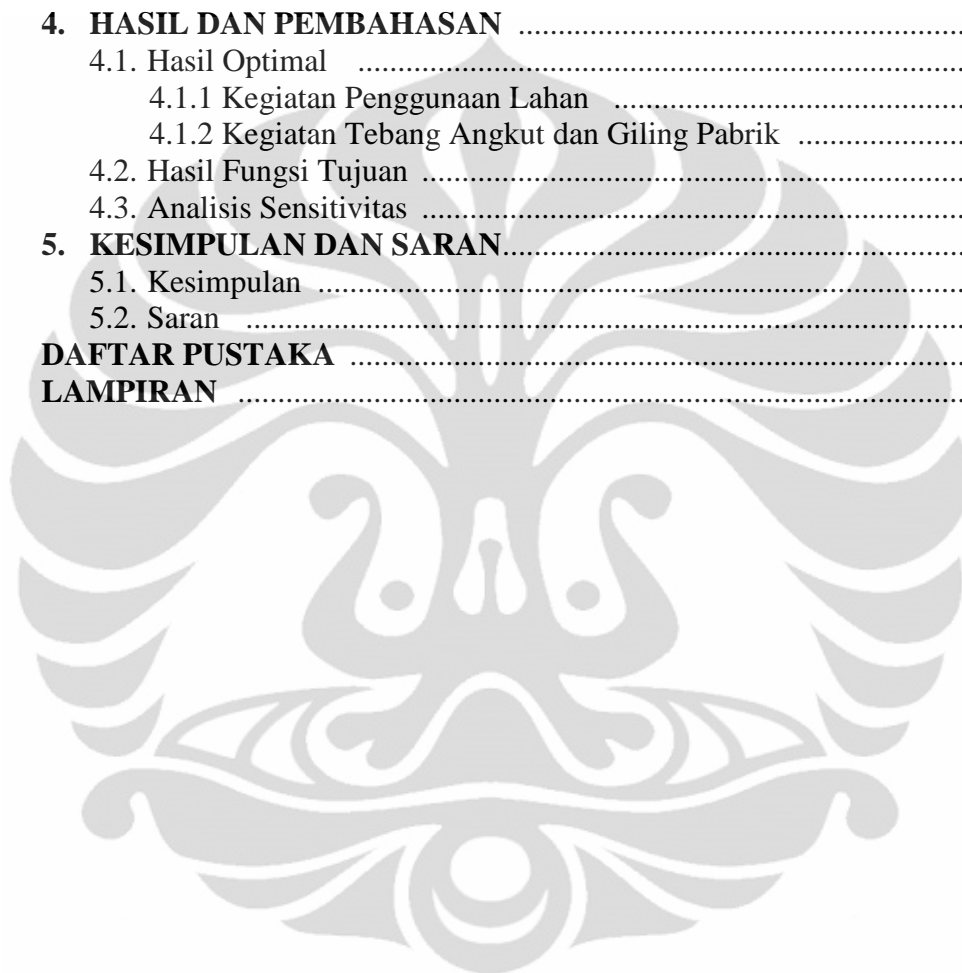 4. HASIL DAN PEMBAHASAN ........................................................................
4.1. Hasil Optimal ........................................................................
4.1.1 Kegiatan Penggunaan Lahan ........................................................................
4.1.2 Kegiatan Tebang Angkut dan Giling Pabrik ........................................................................
4.2. Hasil Fungsi Tujuan ........................................................................
4.3. Analisis Sensitivitas ........................................................................
5. KESIMPULAN DAN SARAN........................................................................
5.1. Kesimpulan ........................................................................
5.2. Saran ........................................................................
DAFTAR PUSTAKA ........................................................................
LAMPIRAN ........................................................................